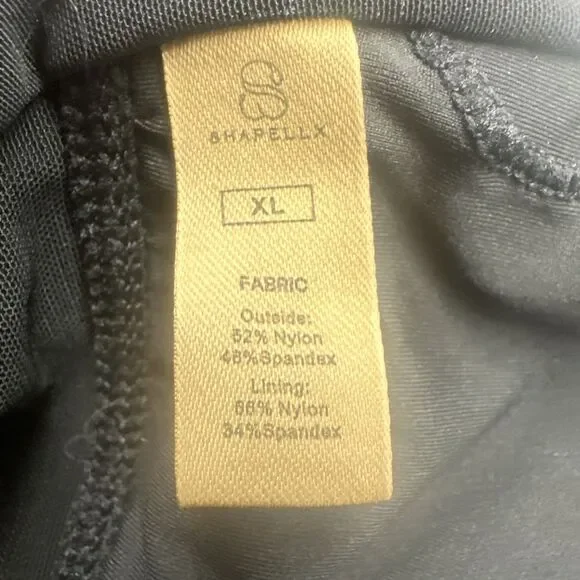 SHAPELLX
XL
FABRIC
Outside:
52% Nylon
48%Spandex
Lining:
66% Nylon
34%Spandex